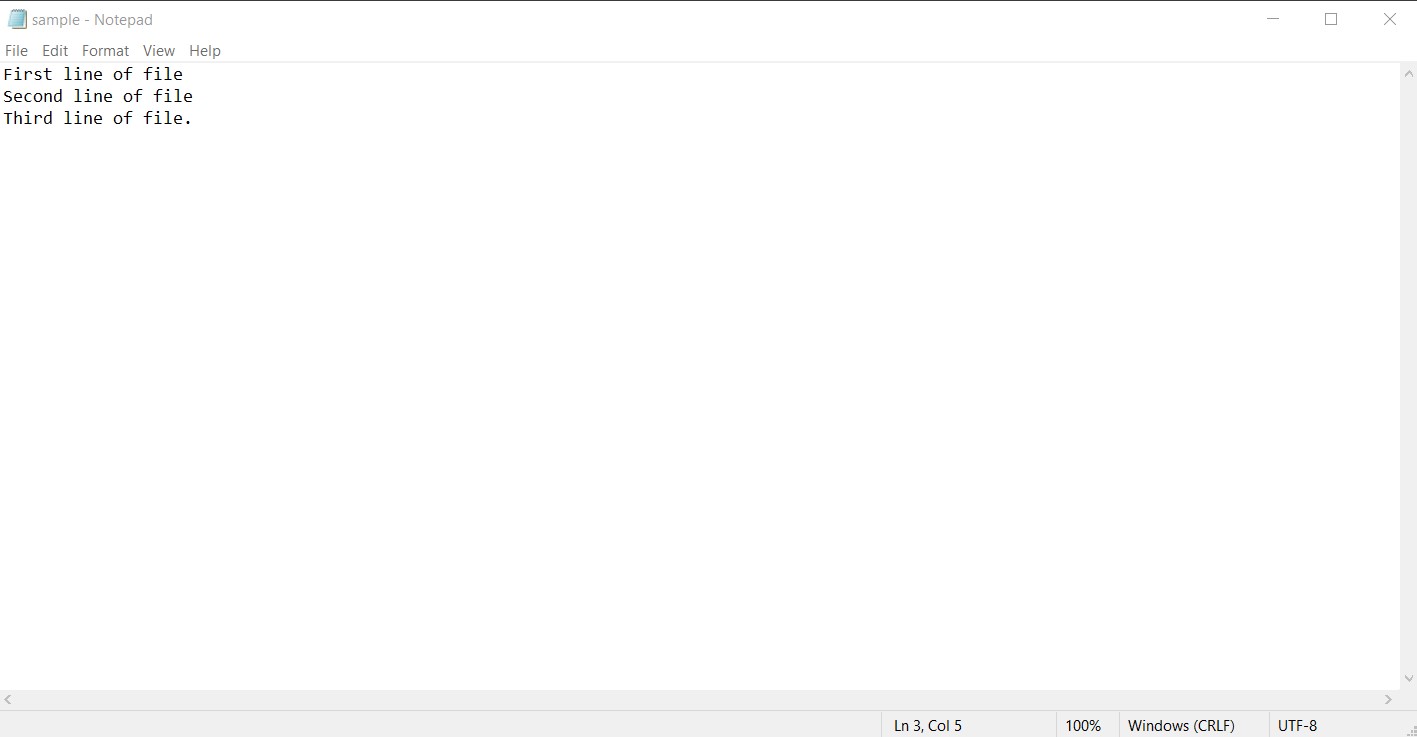 sample - Notepad
File Edit Format View Help
First line of file
Second line of file
Third line of file.
Ln 3, Col 5 100% Windows (CRLF) UTF-8